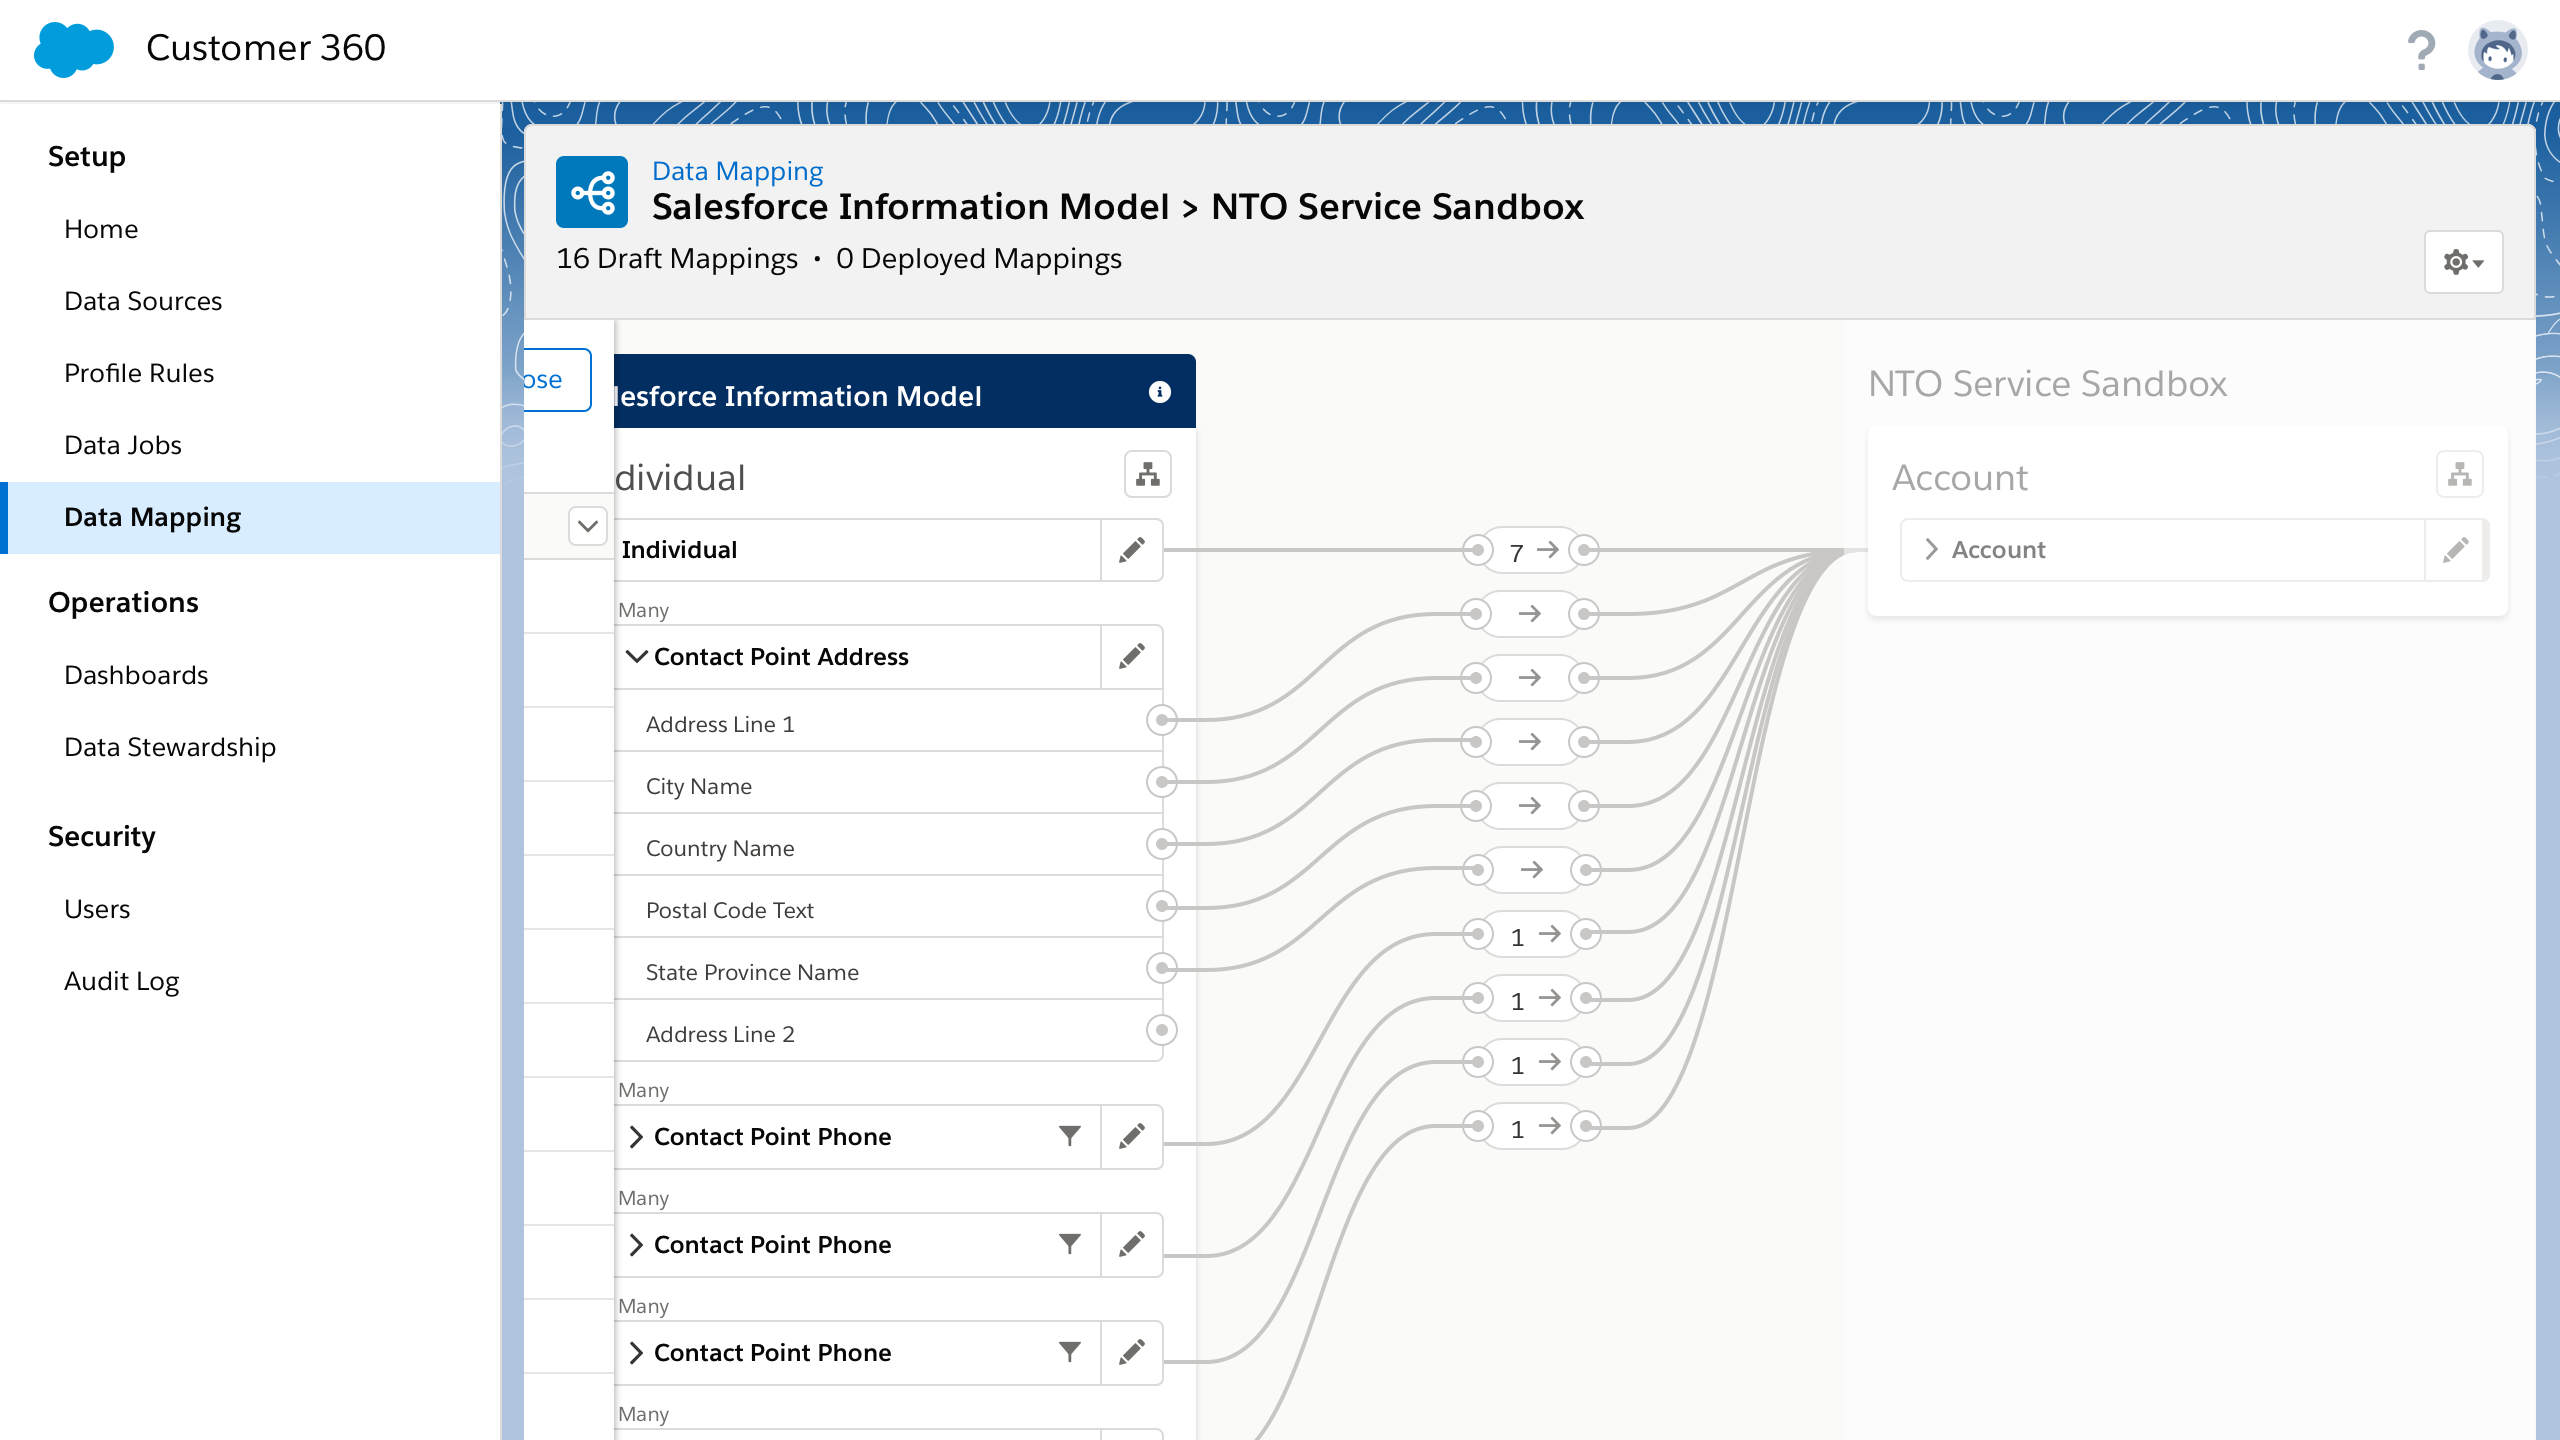 Customer 360
?
Setup
Home
Data Sources
Profile Rules
Data Jobs
Data Mapping
Operations
Dashboards
Data Stewardship
Security
Users
Audit Log
Data Mapping
Salesforce Information Model > NTO Service Sandbox
16 Draft Mappings • 0 Deployed Mappings
ose
lesforce Information Model
dividual
Individual
Many
Contact Point Address
Address Line 1
City Name
Country Name
Postal Code Text
State Province Name
Address Line 2
Many
Contact Point Phone
Many
Contact Point Phone
Many
Contact Point Phone
Many
7
1
1
1
1
NTO Service Sandbox
Account
Account